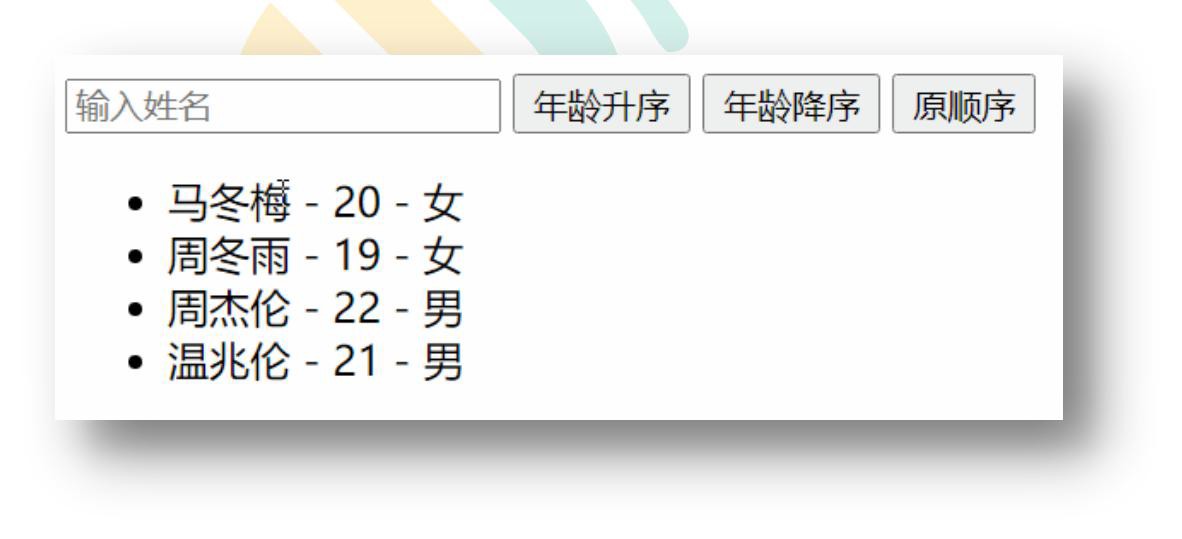 输入姓名 年龄升序 年龄降序 原顺序
马冬梅 - 20 - 女
周冬雨 - 19 - 女
周杰伦 - 22 - 男
温兆伦 - 21 - 男